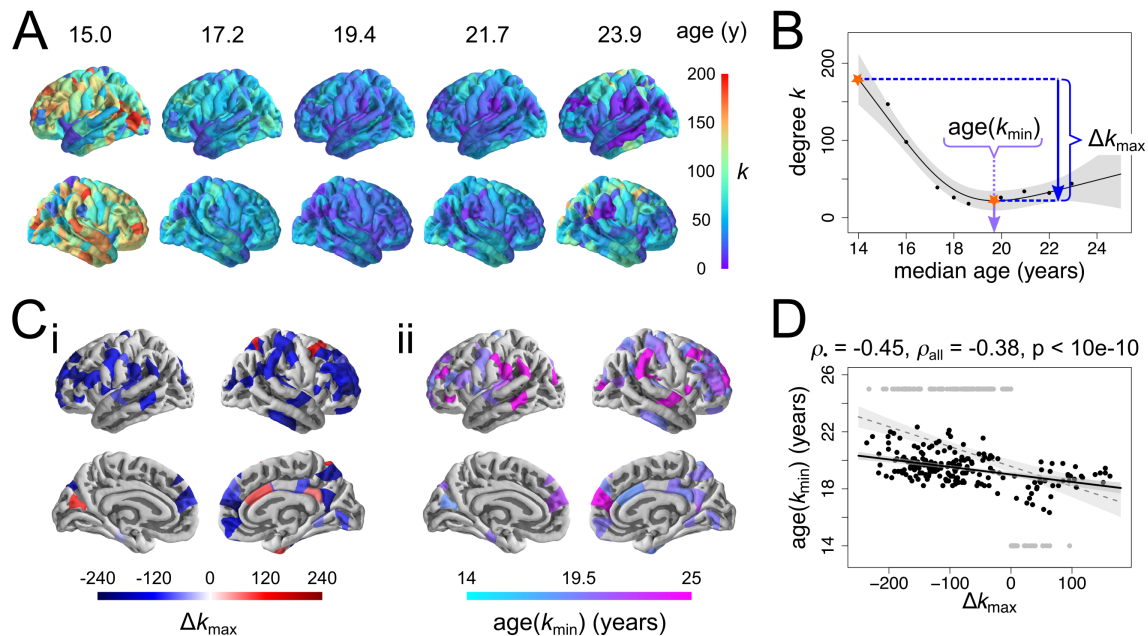 A
15.0 17.2 19.4 21.7 23.9 age (y)
200
150
100
50
0
k
B
degree k
200
100
0
age(kmin)
Δkmax
14 16 18 20 22 24
median age (years)
C
i
-240 -120 0 120 240
Δkmax
ii
14 19.5 25
age(kmin) (years)
D
ρ• = -0.45, ρall = -0.38, p < 10e-10
age(kmin) (years)
26
22
18
14
−200 −100 0 100
Δkmax